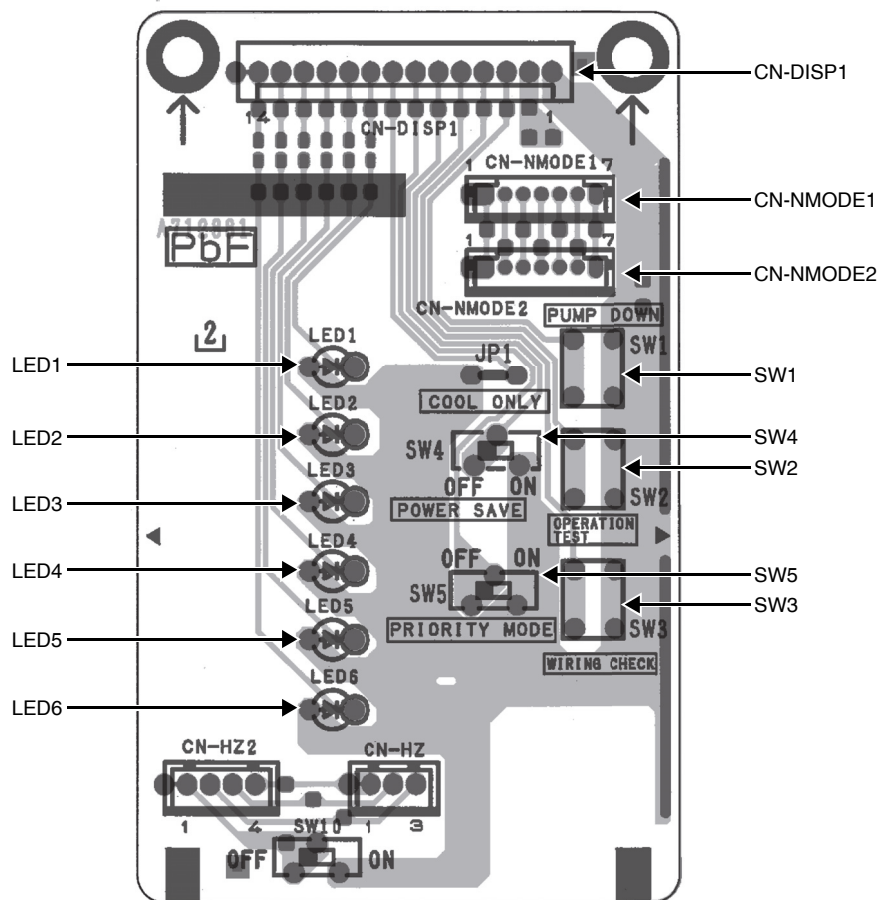 CN-DISP1
14
1
CN-DISP1
CN-NMODE1
1
7
CN-NMODE1
PbF
1
7
CN-NMODE2
CN-NMODE2
PUMP DOWN
2
LED1
LED1
JP1
SW1
SW1
COOL ONLY
LED2
LED2
SW4
SW4
SW2
OFF ON
SW2
LED3
LED3
POWER SAVE
OPERATION
TEST
LED4
LED4
OFF ON
SW5
SW5
SW3
LED5
LED5
PRIORITY MODE
SW3
WIRING CHECK
LED6
LED6
CN-HZ2
CN-HZ
1
4
SW10
1
3
OFF
ON